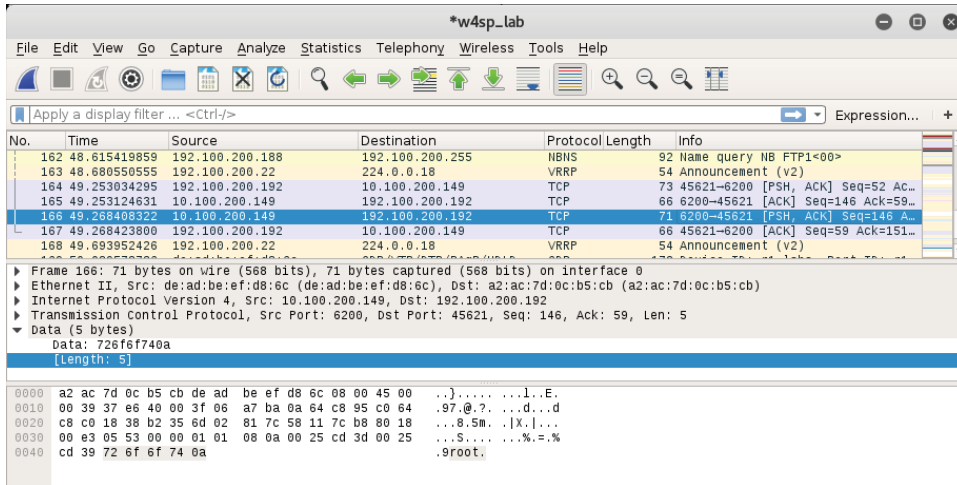 *w4sp_lab
File Edit View Go Capture Analyze Statistics Telephony Wireless Tools Help
Apply a display filter ... <Ctrl-/> Expression... +
No. Time Source Destination Protocol Length Info
162 48.615419859 192.100.200.188 192.100.200.255 NBNS 92 Name query NB FTP1<00>
163 48.680550555 192.100.200.22 224.0.0.18 VRRP 54 Announcement (v2)
164 49.253034295 192.100.200.192 10.100.200.149 TCP 73 45621→6200 [PSH, ACK] Seq=52 Ac…
165 49.253124631 10.100.200.149 192.100.200.192 TCP 66 6200→45621 [ACK] Seq=146 Ack=59…
166 49.268408322 10.100.200.149 192.100.200.192 TCP 71 6200→45621 [PSH, ACK] Seq=146 A…
167 49.268423800 192.100.200.192 10.100.200.149 TCP 66 45621→6200 [ACK] Seq=59 Ack=151…
168 49.693952426 192.100.200.22 224.0.0.18 VRRP 54 Announcement (v2)
Frame 166: 71 bytes on wire (568 bits), 71 bytes captured (568 bits) on interface 0
Ethernet II, Src: de:ad:be:ef:d8:6c (de:ad:be:ef:d8:6c), Dst: a2:ac:7d:0c:b5:cb (a2:ac:7d:0c:b5:cb)
Internet Protocol Version 4, Src: 10.100.200.149, Dst: 192.100.200.192
Transmission Control Protocol, Src Port: 6200, Dst Port: 45621, Seq: 146, Ack: 59, Len: 5
Data (5 bytes)
Data: 726f6f740a
[Length: 5]
0000 a2 ac 7d 0c b5 cb de ad be ef d8 6c 08 00 45 00 ..}..... ...l..E.
0010 00 39 37 e6 40 00 3f 06 a7 ba 0a 64 c8 95 c0 64 .97.@.?. ...d...d
0020 c8 c0 18 38 b2 35 6d 02 81 7c 58 11 7c b8 80 18 ...8.5m. .|X.|...
0030 00 e3 05 53 00 00 01 01 08 0a 00 25 cd 3d 00 25 ...S.... ...%.=.%
0040 cd 39 72 6f 6f 74 0a .9root.